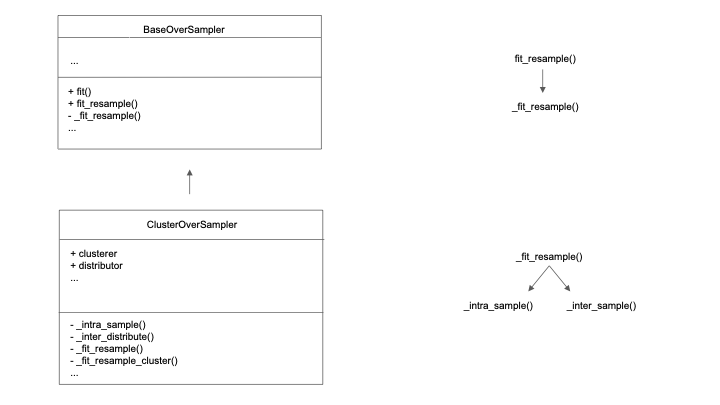 BaseOverSampler
...
+ fit()
+ fit_resample()
- _fit_resample()
...
fit_resample()
_fit_resample()
ClusterOverSampler
+ clusterer
+ distributor
...
- _intra_sample()
- _inter_distribute()
- _fit_resample()
- _fit_resample_cluster()
...
_fit_resample()
_intra_sample()
_inter_sample()